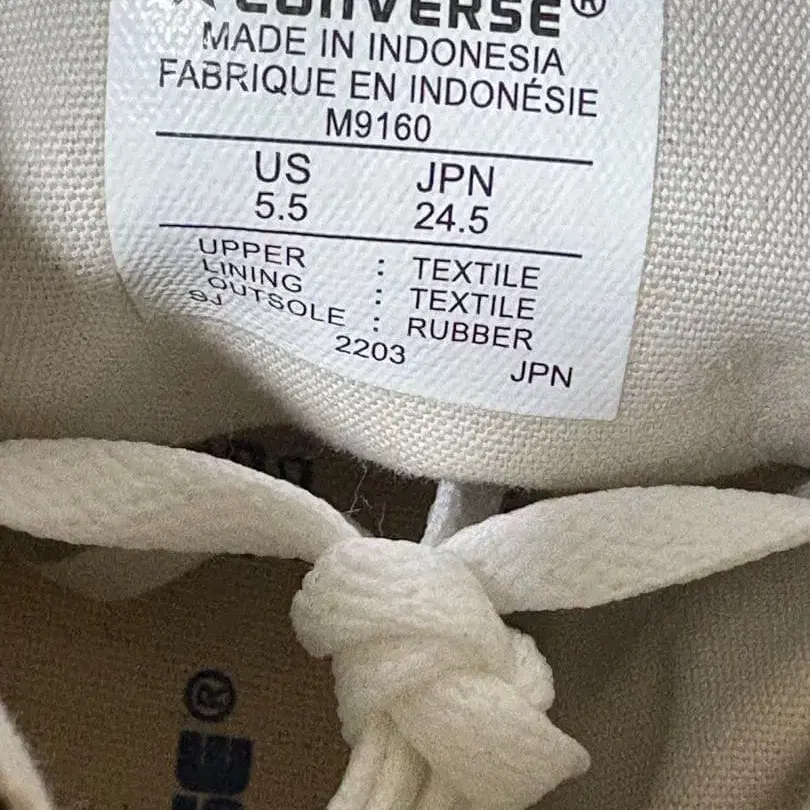 CONVERSE®
MADE IN INDONESIA
FABRIQUE EN INDONÉSIE
M9160
US JPN
5.5 24.5
UPPER : TEXTILE
LINING : TEXTILE
OUTSOLE : RUBBER
9J 2203 JPN
®